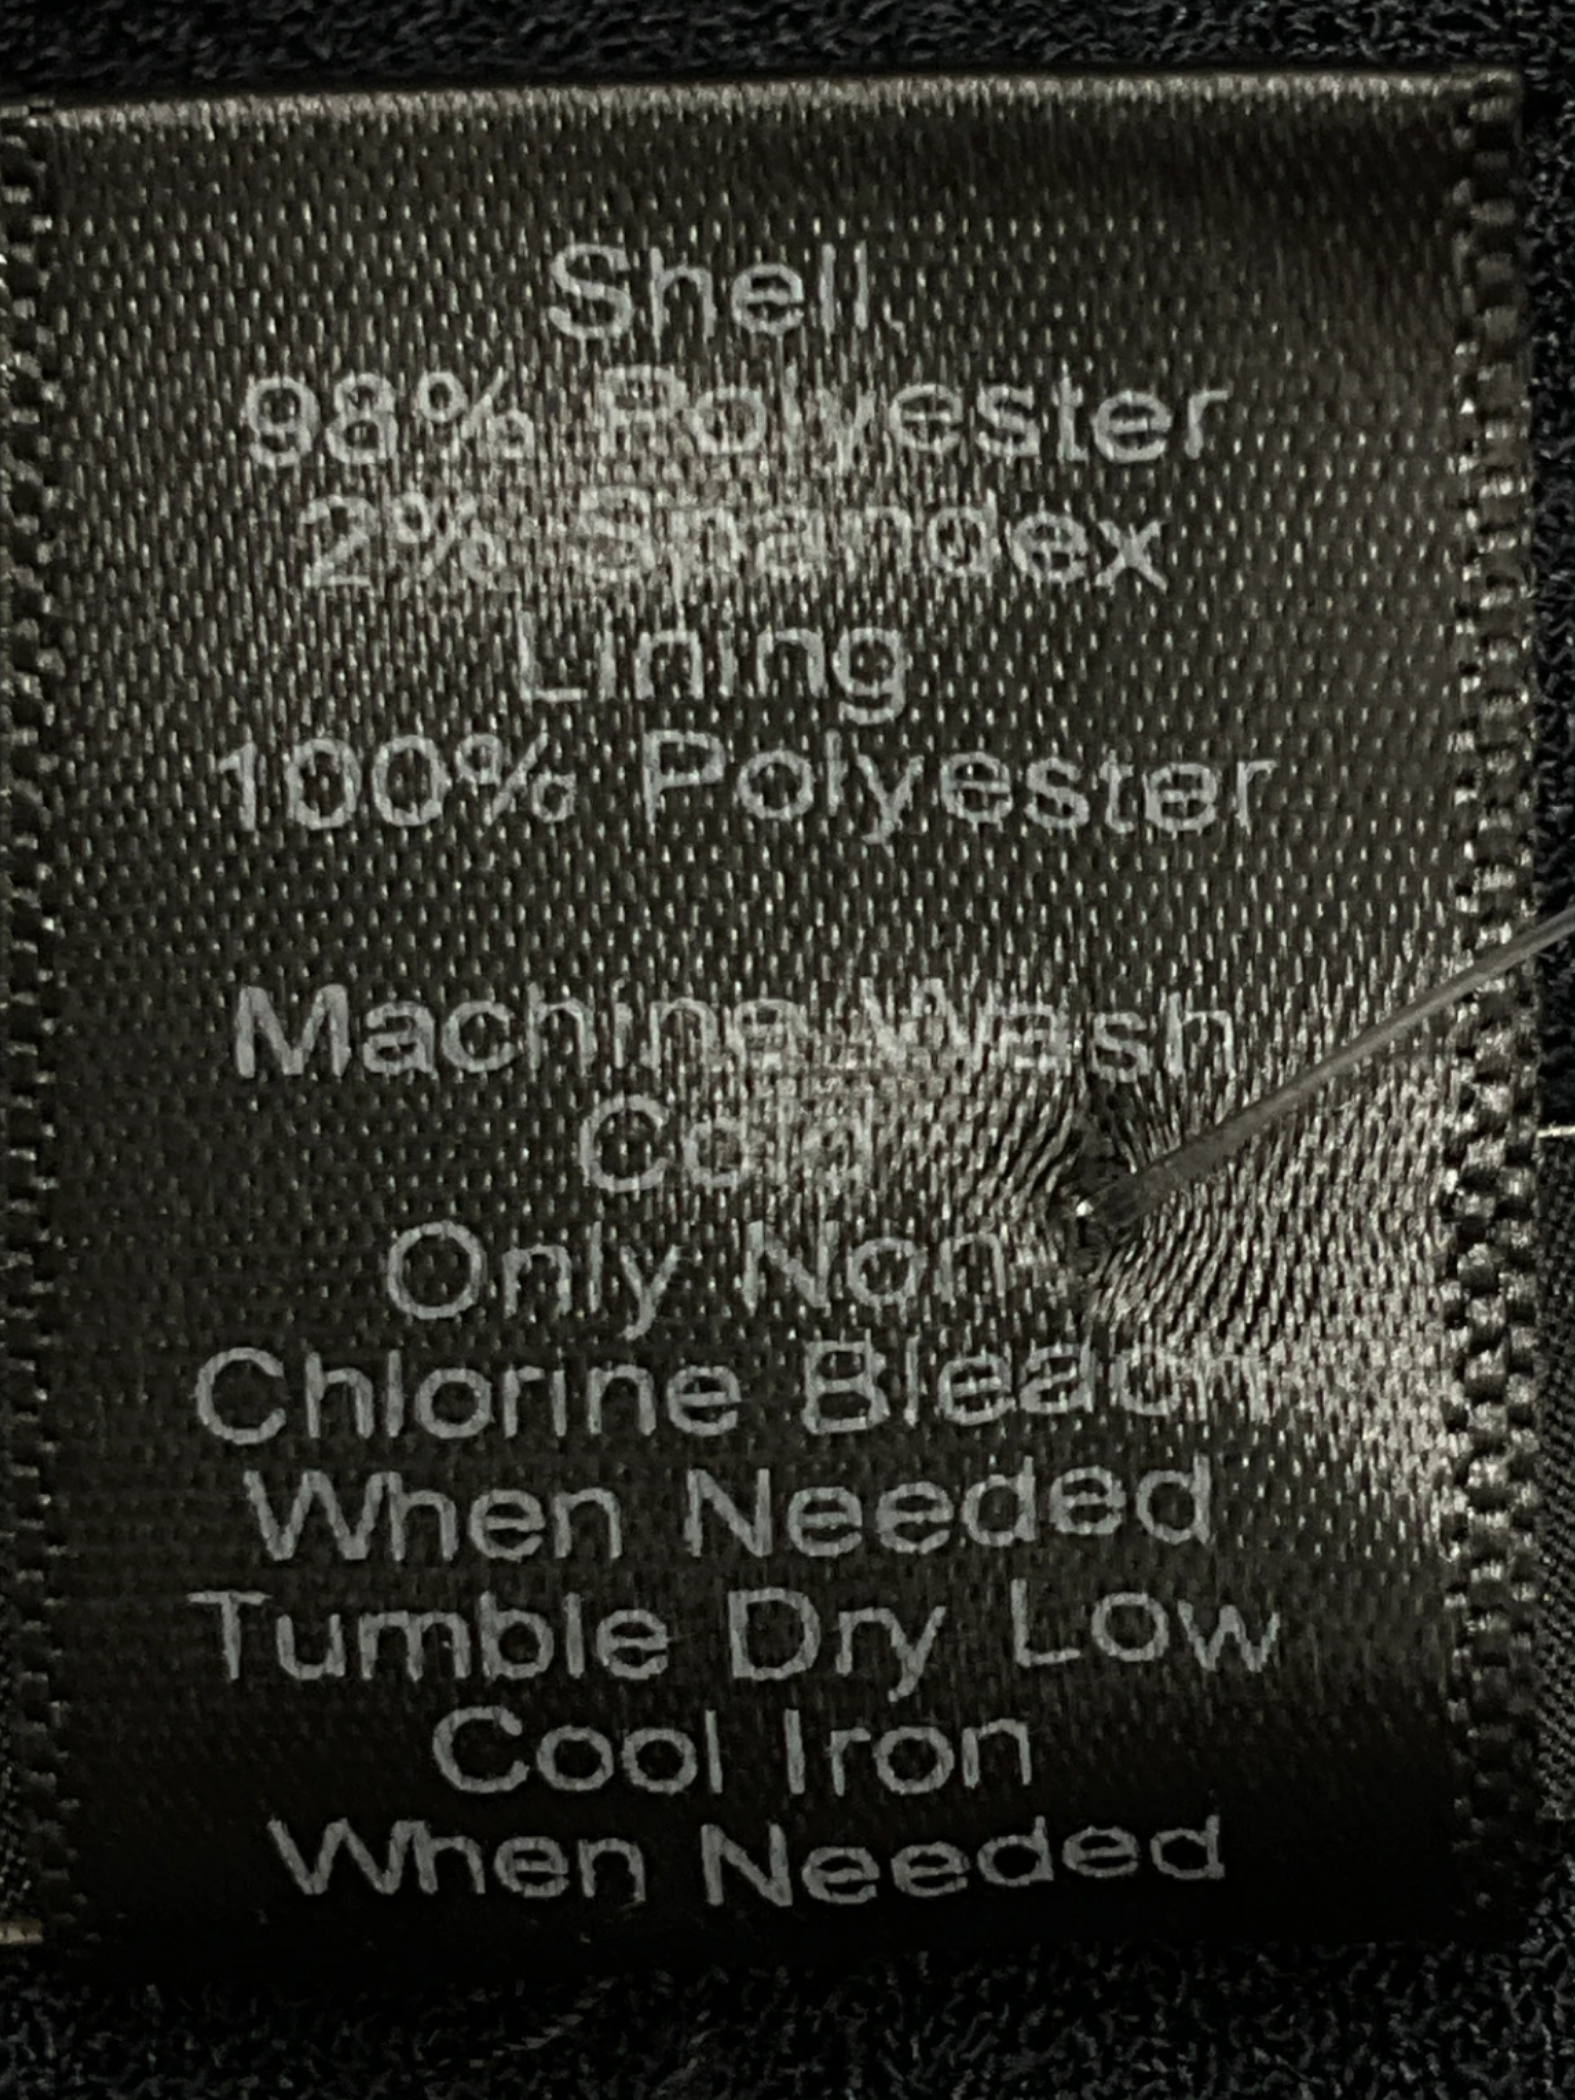 Shell.
98% Polyester
2% Spandex
Lining
100% Polyester
Machine Wash
Cold
Only Non-
Chlorine Bleach
When Needed
Tumble Dry Low
Cool Iron
When Needed